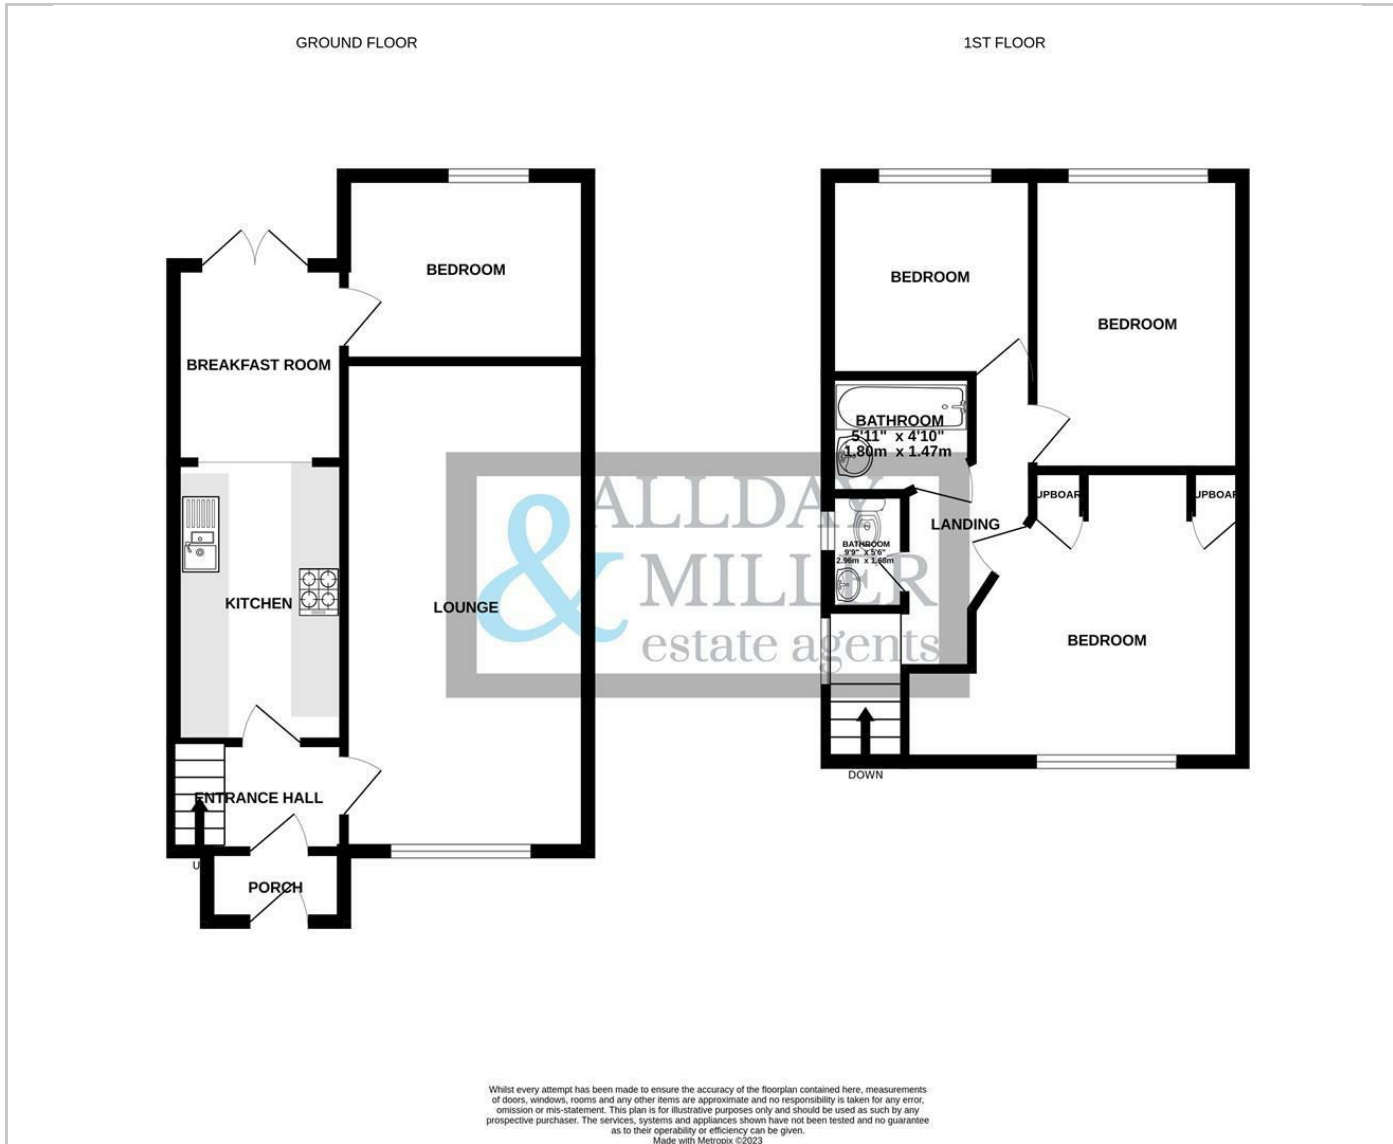 GROUND FLOOR
1ST FLOOR
BEDROOM
BREAKFAST ROOM
KITCHEN
LOUNGE
ENTRANCE HALL
U
PORCH
BEDROOM
BEDROOM
BATHROOM
5'11" x 4'10"
1.80m x 1.47m
UPBOAR
UPBOAR
LANDING
BATHROOM
9'9" x 5'6"
2.96m x 1.68m
BEDROOM
DOWN
ALLDAY
& MILLER
estate agents
Whilst every attempt has been made to ensure the accuracy of the floorplan contained here, measurements
of doors, windows, rooms and any other items are approximate and no responsibility is taken for any error,
omission or mis-statement. This plan is for illustrative purposes only and should be used as such by any
prospective purchaser. The services, systems and appliances shown have not been tested and no guarantee
as to their operability or efficiency can be given.
Made with Metropix ©2023